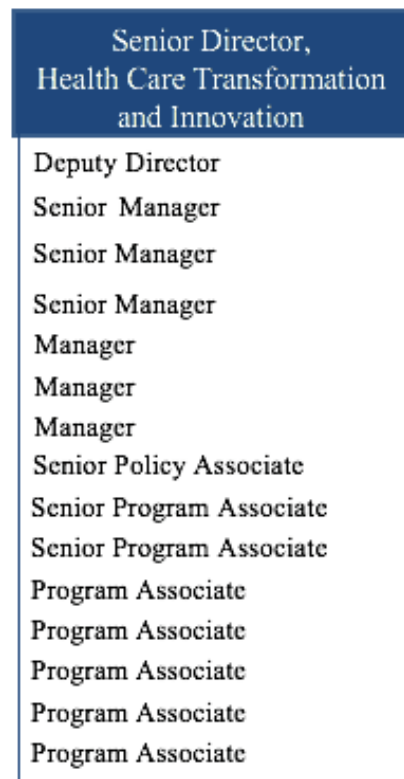 Senior Director,
Health Care Transformation
and Innovation
Deputy Director
Senior Manager
Senior Manager
Senior Manager
Manager
Manager
Manager
Senior Policy Associate
Senior Program Associate
Senior Program Associate
Program Associate
Program Associate
Program Associate
Program Associate
Program Associate